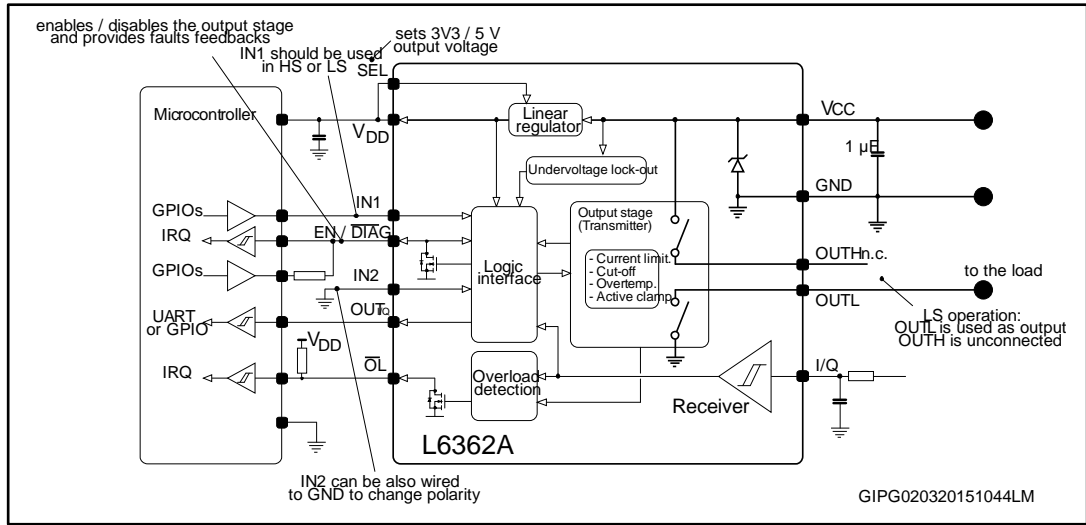 enables / disables the output stage
and provides faults feedbacks
sets 3V3 / 5 V
output voltage
IN1 should be used
in HS or LS
SEL
Microcontroller
VDD
Linear
regulator
VCC
1 µF
Undervoltage lock-out
GND
GPIOs
IN1
IRQ
EN / DIAG
GPIOs
IN2
Logic
interface
Output stage
(Transmitter)
- Current limit.
- Cut-off
- Overtemp.
- Active clamp
OUTH
n.c.
to the load
OUTL
UART
or GPIO
OUTI/Q
LS operation:
OUTL is used as output
OUTH is unconnected
VDD
IRQ
OL
Overload
detection
Receiver
I/Q
L6362A
IN2 can be also wired
to GND to change polarity
GIPG020320151044LM